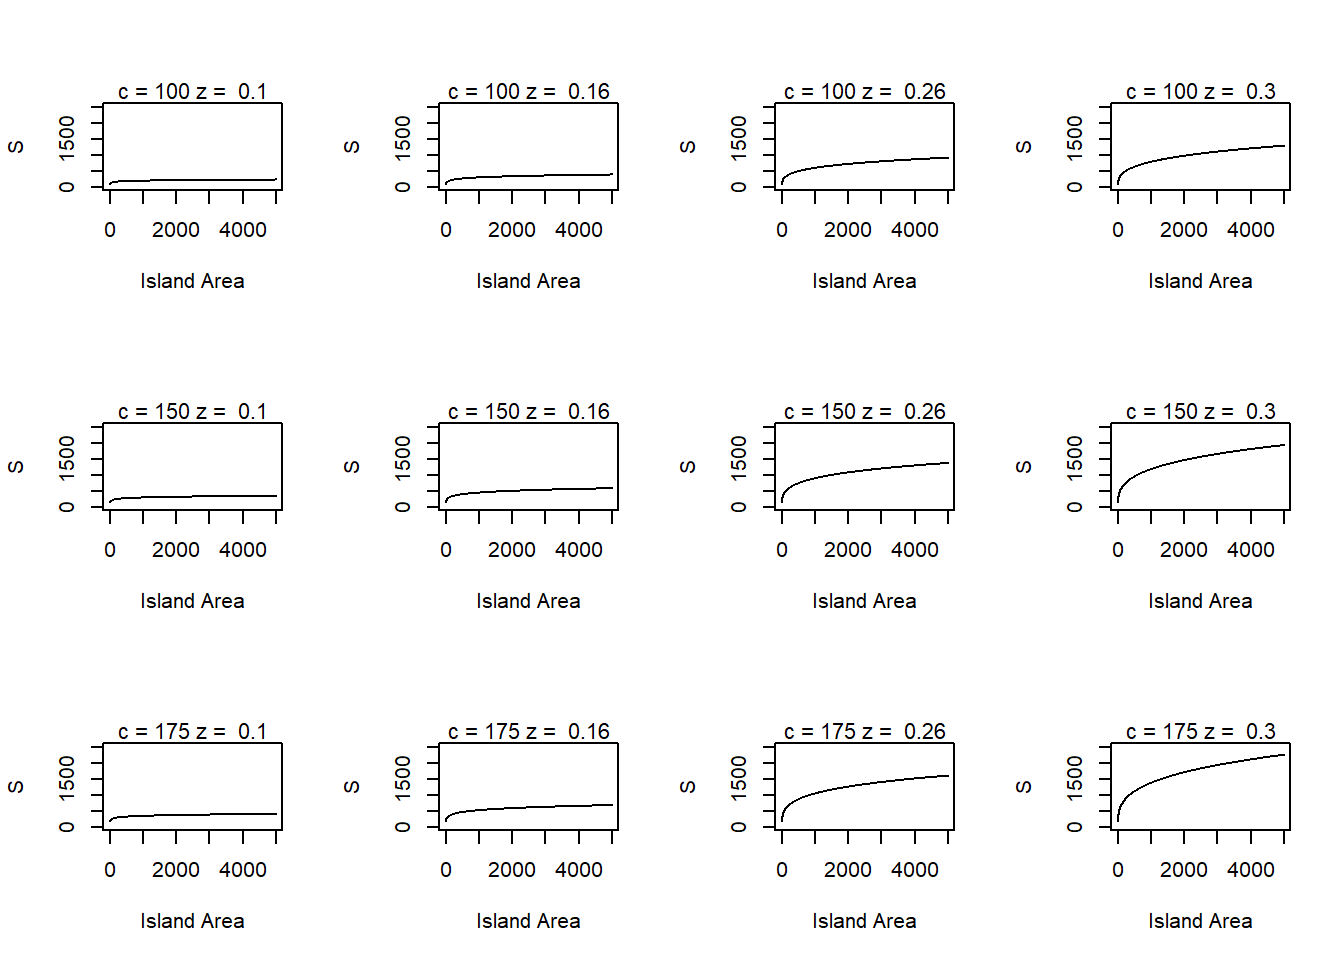 c = 100 z =  0.1
S
1500
0
0 2000 4000
Island Area
c = 100 z =  0.16
S
1500
0
0 2000 4000
Island Area
c = 100 z =  0.26
S
1500
0
0 2000 4000
Island Area
c = 100 z =  0.3
S
1500
0
0 2000 4000
Island Area
c = 150 z =  0.1
S
1500
0
0 2000 4000
Island Area
c = 150 z =  0.16
S
1500
0
0 2000 4000
Island Area
c = 150 z =  0.26
S
1500
0
0 2000 4000
Island Area
c = 150 z =  0.3
S
1500
0
0 2000 4000
Island Area
c = 175 z =  0.1
S
1500
0
0 2000 4000
Island Area
c = 175 z =  0.16
S
1500
0
0 2000 4000
Island Area
c = 175 z =  0.26
S
1500
0
0 2000 4000
Island Area
c = 175 z =  0.3
S
1500
0
0 2000 4000
Island Area